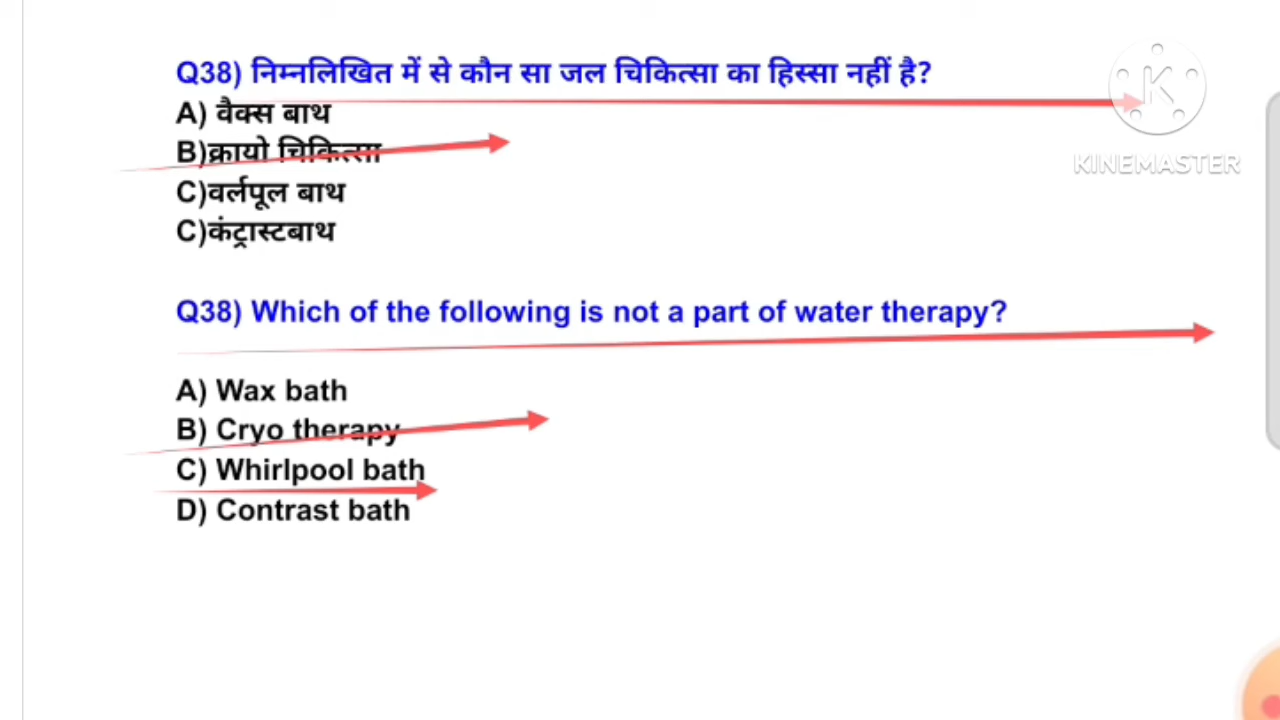 Q38) निम्नलिखित में से कौन सा जल चिकित्सा का हिस्सा नहीं है?
A) वैक्स बाथ
B)क्रायो चिकित्सा
C)वर्लपूल बाथ
C)कंट्रास्टबाथ
Q38) Which of the following is not a part of water therapy?
A) Wax bath
B) Cryo therapy
C) Whirlpool bath
D) Contrast bath
K
KINEMASTER